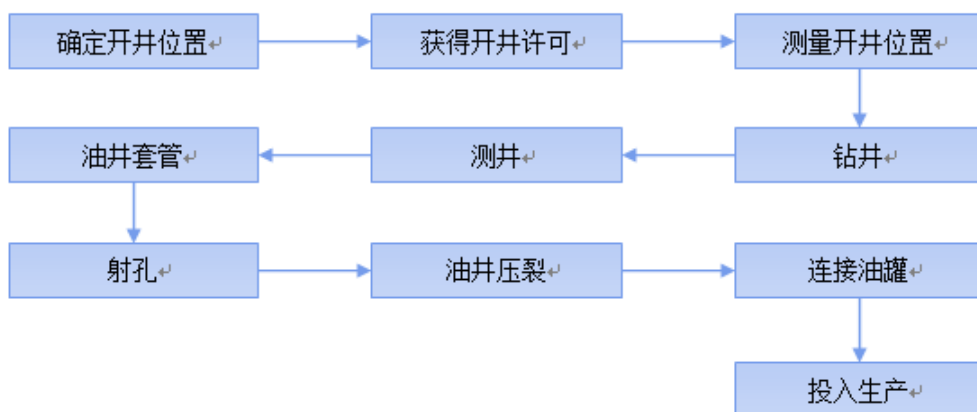 确定开井位置
获得开井许可
测量开井位置
钻井
测井
油井套管
射孔
油井压裂
连接油罐
投入生产